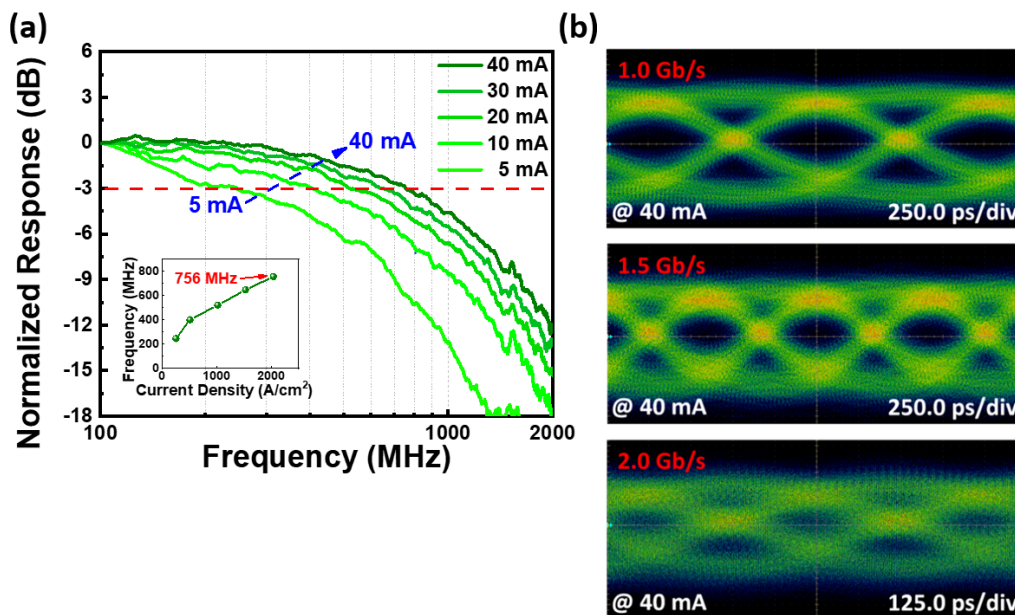 (a)
Normalized Response (dB)
6
3
0
-3
-6
-9
-12
-15
-18
100
1000
2000
Frequency (MHz)
40 mA
30 mA
20 mA
10 mA
5 mA
40 mA
5 mA
756 MHz
Frequency (MHz)
800
600
400
200
0
0
1000
2000
Current Density (A/cm²)
(b)
1.0 Gb/s
@ 40 mA
250.0 ps/div
1.5 Gb/s
@ 40 mA
250.0 ps/div
2.0 Gb/s
@ 40 mA
125.0 ps/div